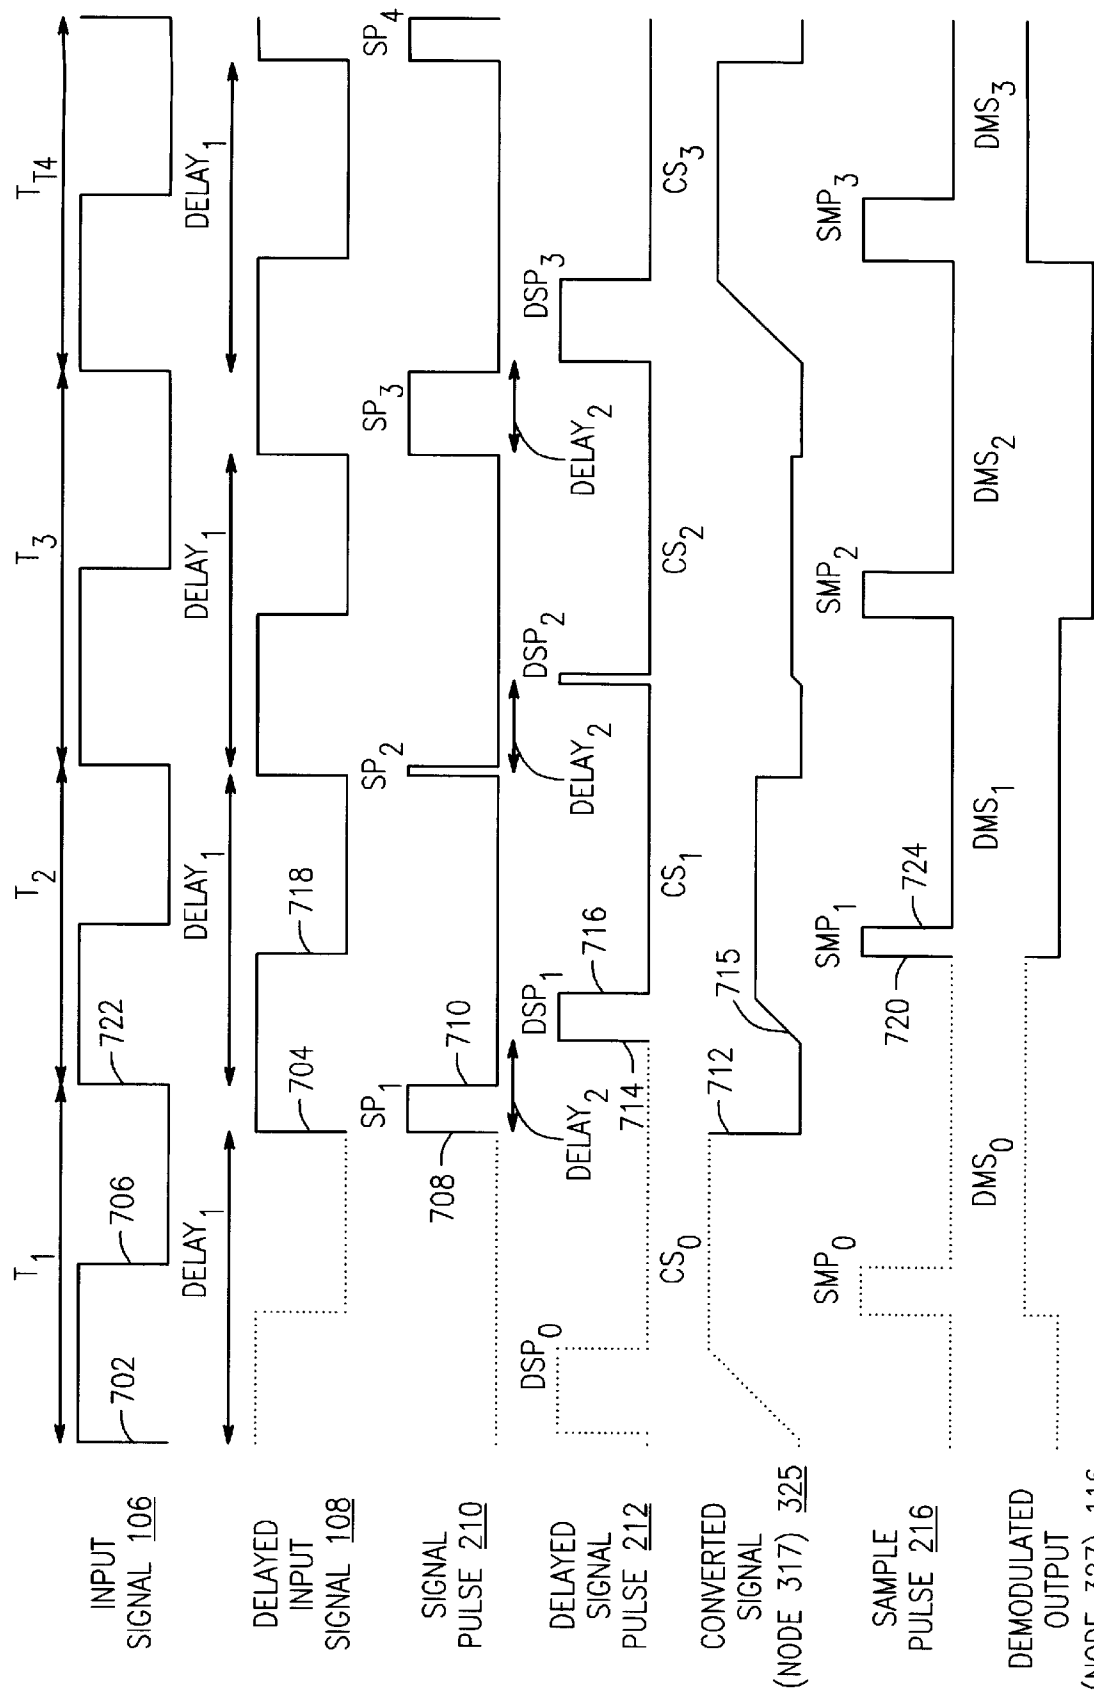 INPUT
SIGNAL 106
T1
T2
T3
TT4
702
706
722
DELAYED
INPUT
SIGNAL 108
DELAY1
DELAY1
DELAY1
DELAY1
704
718
SIGNAL
PULSE 210
SP1
SP2
SP3
SP4
708
710
DELAYED
SIGNAL
PULSE 212
DSP0
DSP1
DSP2
DSP3
DELAY2
DELAY2
DELAY2
714
716
CONVERTED
SIGNAL
(NODE 317) 325
CS0
CS1
CS2
CS3
712
715
SAMPLE
PULSE 216
SMP0
SMP1
SMP2
SMP3
720
724
DEMODULATED
OUTPUT
(NODE 327) 116
DMS0
DMS1
DMS2
DMS3